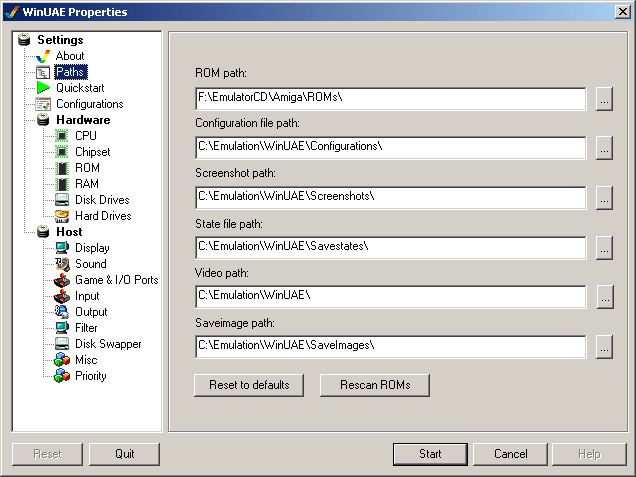 WinUAE Properties
Settings
About
Paths
Quickstart
Configurations
Hardware
CPU
Chipset
ROM
RAM
Disk Drives
Hard Drives
Host
Display
Sound
Game & I/O Ports
Input
Output
Filter
Disk Swapper
Misc
Priority
ROM path:
F:\EmulatorCD\Amiga\ROMs\
...
Configuration file path:
C:\Emulation\WinUAE\Configurations\
...
Screenshot path:
C:\Emulation\WinUAE\Screenshots\
...
State file path:
C:\Emulation\WinUAE\Savestates\
...
Video path:
C:\Emulation\WinUAE\
...
Saveimage path:
C:\Emulation\WinUAE\SaveImages\
...
Reset to defaults
Rescan ROMs
Reset
Quit
Start
Cancel
Help